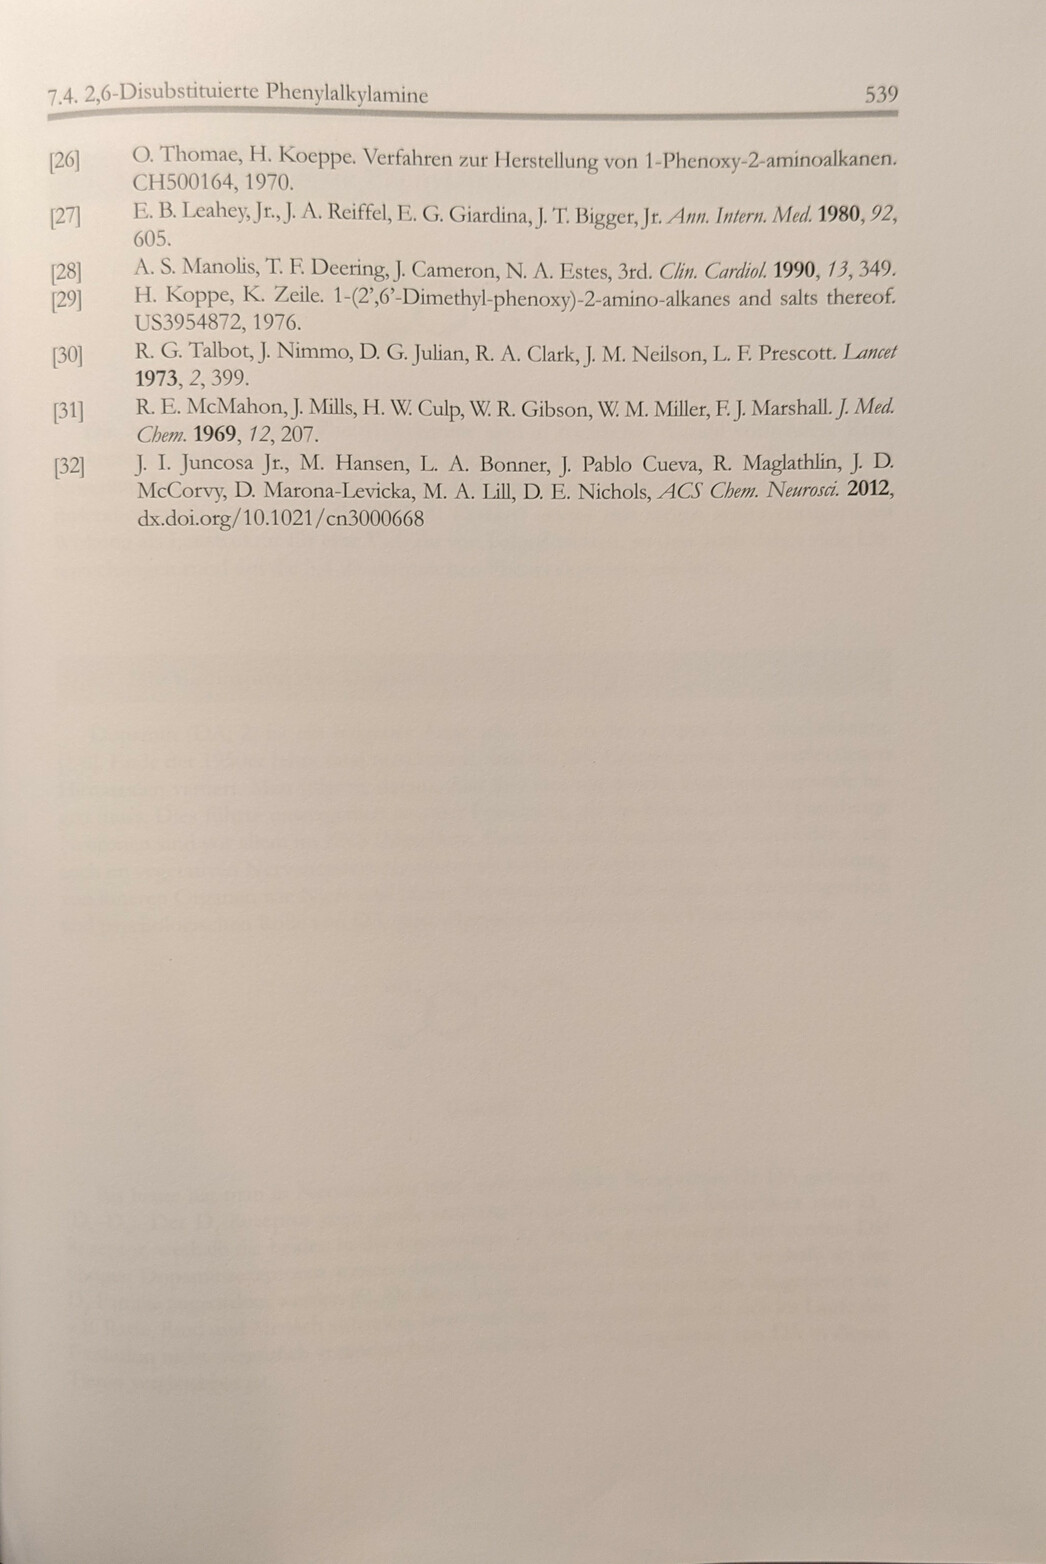 7.4. 2,6-Disubstituierte Phenylalkylamine 539
[26] O. Thomae, H. Koeppe. Verfahren zur Herstellung von 1-Phenoxy-2-aminoalkanen.
CH500164, 1970.
[27] E. B. Leahey, Jr., J. A. Reiffel, E. G. Giardina, J. T. Bigger, Jr. Ann. Intern. Med. 1980, 92,
605.
[28] A. S. Manolis, T. F. Deering, J. Cameron, N. A. Estes, 3rd. Clin. Cardiol. 1990, 13, 349.
[29] H. Koppe, K. Zeile. 1-(2',6'-Dimethyl-phenoxy)-2-amino-alkanes and salts thereof.
US3954872, 1976.
[30] R. G. Talbot, J. Nimmo, D. G. Julian, R. A. Clark, J. M. Neilson, L. F. Prescott. Lancet
1973, 2, 399.
[31] R. E. McMahon, J. Mills, H. W. Culp, W. R. Gibson, W. M. Miller, F. J. Marshall. J. Med.
Chem. 1969, 12, 207.
[32] J. I. Juncosa Jr., M. Hansen, L. A. Bonner, J. Pablo Cueva, R. Maglathlin, J. D.
McCorvy, D. Marona-Levicka, M. A. Lill, D. E. Nichols, ACS Chem. Neurosci. 2012,
dx.doi.org/10.1021/cn3000668